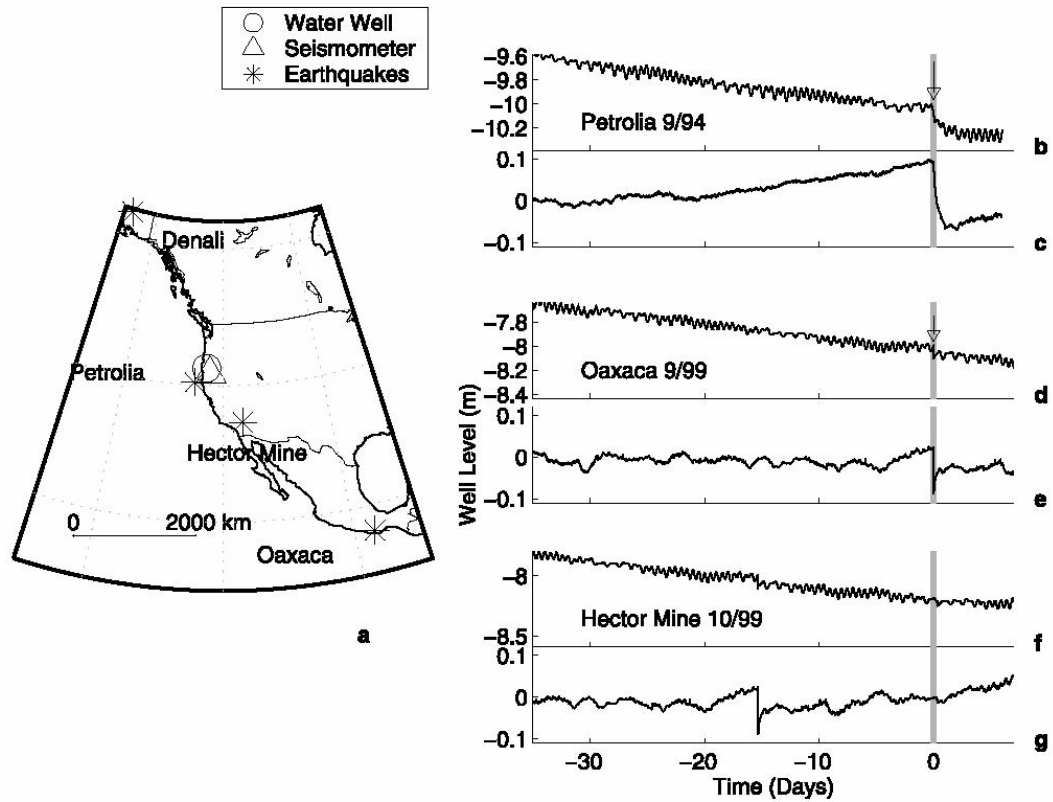 Water Well
Seismometer
Earthquakes
Denali
Petrolia
Hector Mine
0 2000 km
Oaxaca
a
−9.6
−9.8
−10
−10.2
Petrolia 9/94
b
0.1
0
−0.1
c
−7.8
−8
−8.2
−8.4
Oaxaca 9/99
d
0.1
0
−0.1
e
Well Level (m)
−8
−8.5
Hector Mine 10/99
f
0.1
0
−0.1
g
−30 −20 −10 0
Time (Days)